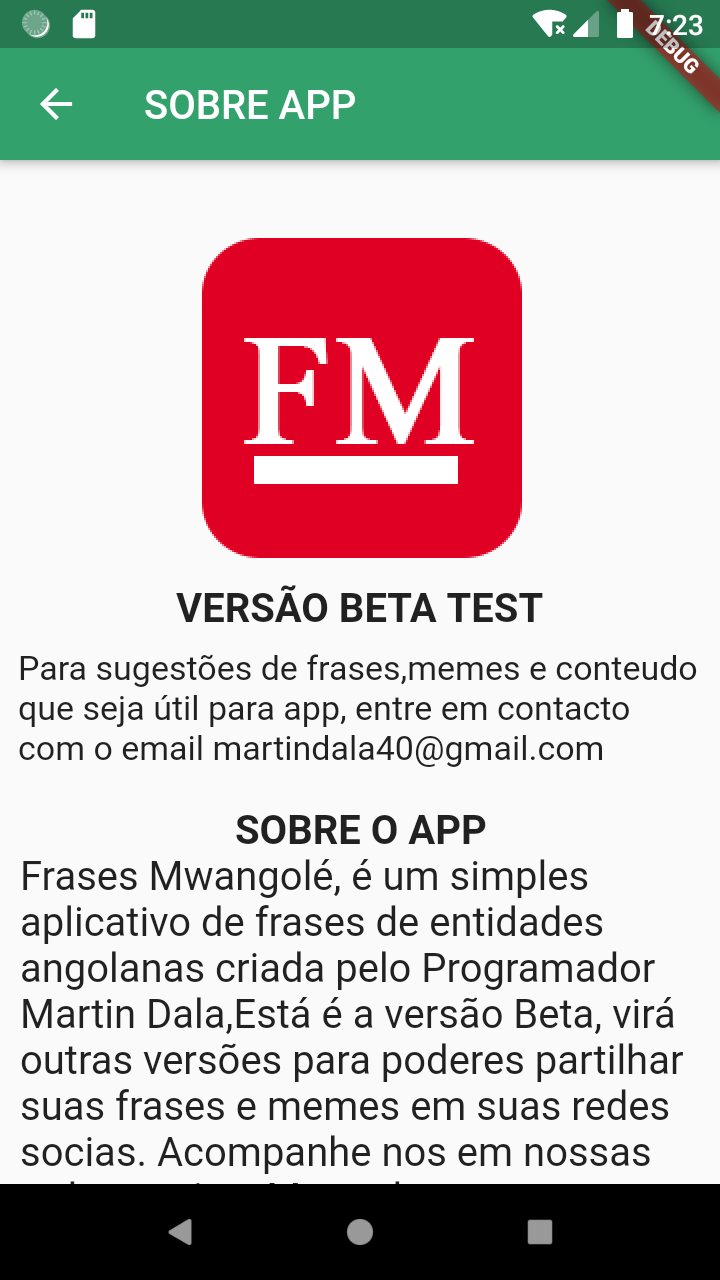 7:23
DEBUG
SOBRE APP
FM
VERSÃO BETA TEST
Para sugestões de frases,memes e conteudo
que seja útil para app, entre em contacto
com o email martindala40@gmail.com
SOBRE O APP
Frases Mwangolé, é um simples
aplicativo de frases de entidades
angolanas criada pelo Programador
Martin Dala,Está é a versão Beta, virá
outras versões para poderes partilhar
suas frases e memes em suas redes
socias. Acompanhe nos em nossas